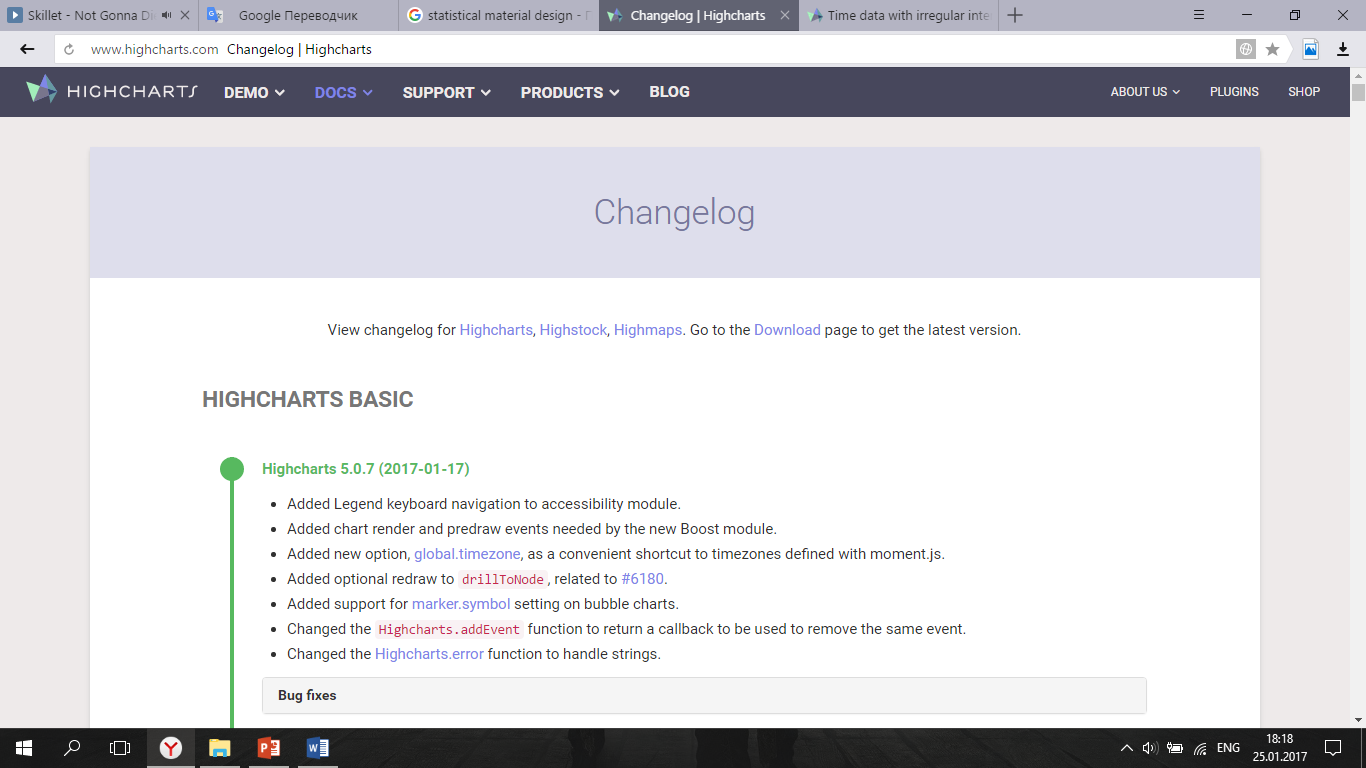 Skillet - Not Gonna Di
Google Переводчик
statistical material design - П
Changelog | Highcharts
Time data with irregular inte
www.highcharts.com Changelog | Highcharts
HIGHCHARTS DEMO DOCS SUPPORT PRODUCTS BLOG ABOUT US PLUGINS SHOP
Changelog
View changelog for Highcharts, Highstock, Highmaps. Go to the Download page to get the latest version.
HIGHCHARTS BASIC
Highcharts 5.0.7 (2017-01-17)
Added Legend keyboard navigation to accessibility module.
Added chart render and predraw events needed by the new Boost module.
Added new option, global.timezone, as a convenient shortcut to timezones defined with moment.js.
Added optional redraw to drillToNode, related to #6180.
Added support for marker.symbol setting on bubble charts.
Changed the Highcharts.addEvent function to return a callback to be used to remove the same event.
Changed the Highcharts.error function to handle strings.
Bug fixes
ENG
18:18
25.01.2017